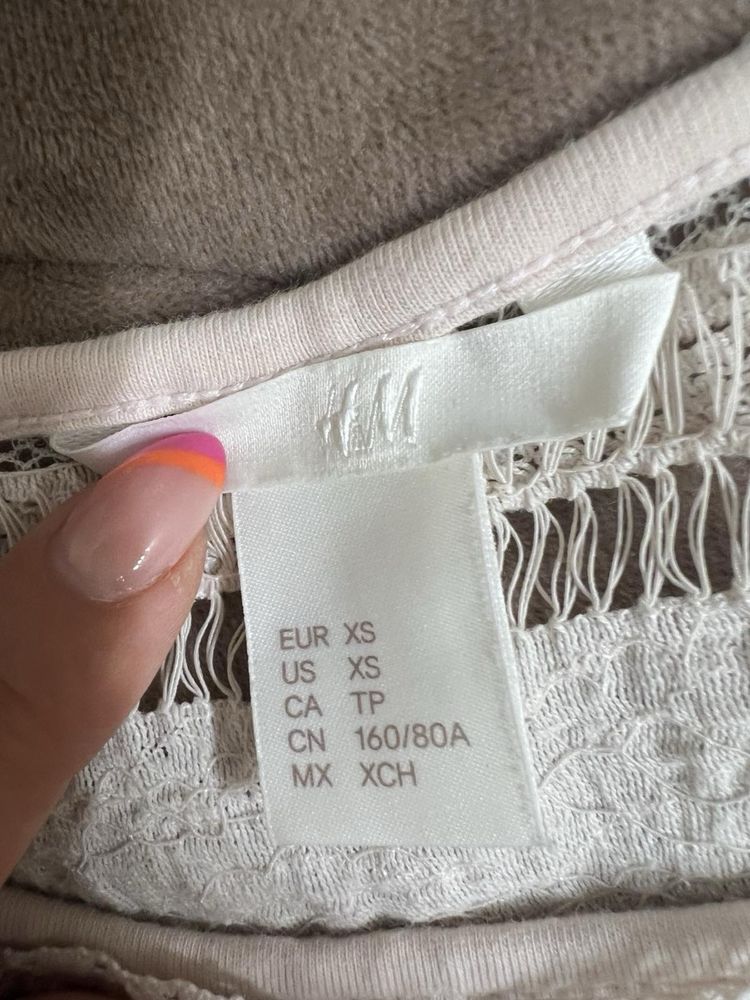 H&M
EUR XS
US XS
CA TP
CN 160/80A
MX XCH